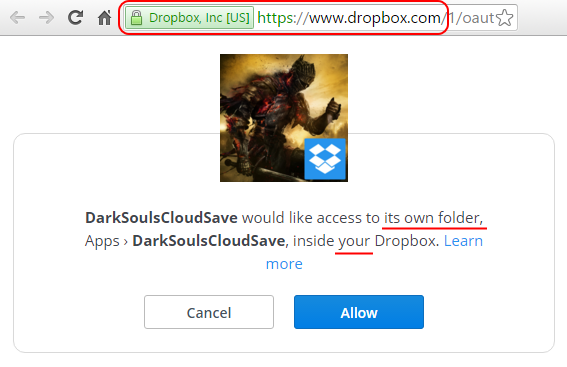 Dropbox, Inc [US] https://www.dropbox.com/1/oaut
DarkSoulsCloudSave would like access to its own folder,
Apps › DarkSoulsCloudSave, inside your Dropbox. Learn
more
Cancel Allow